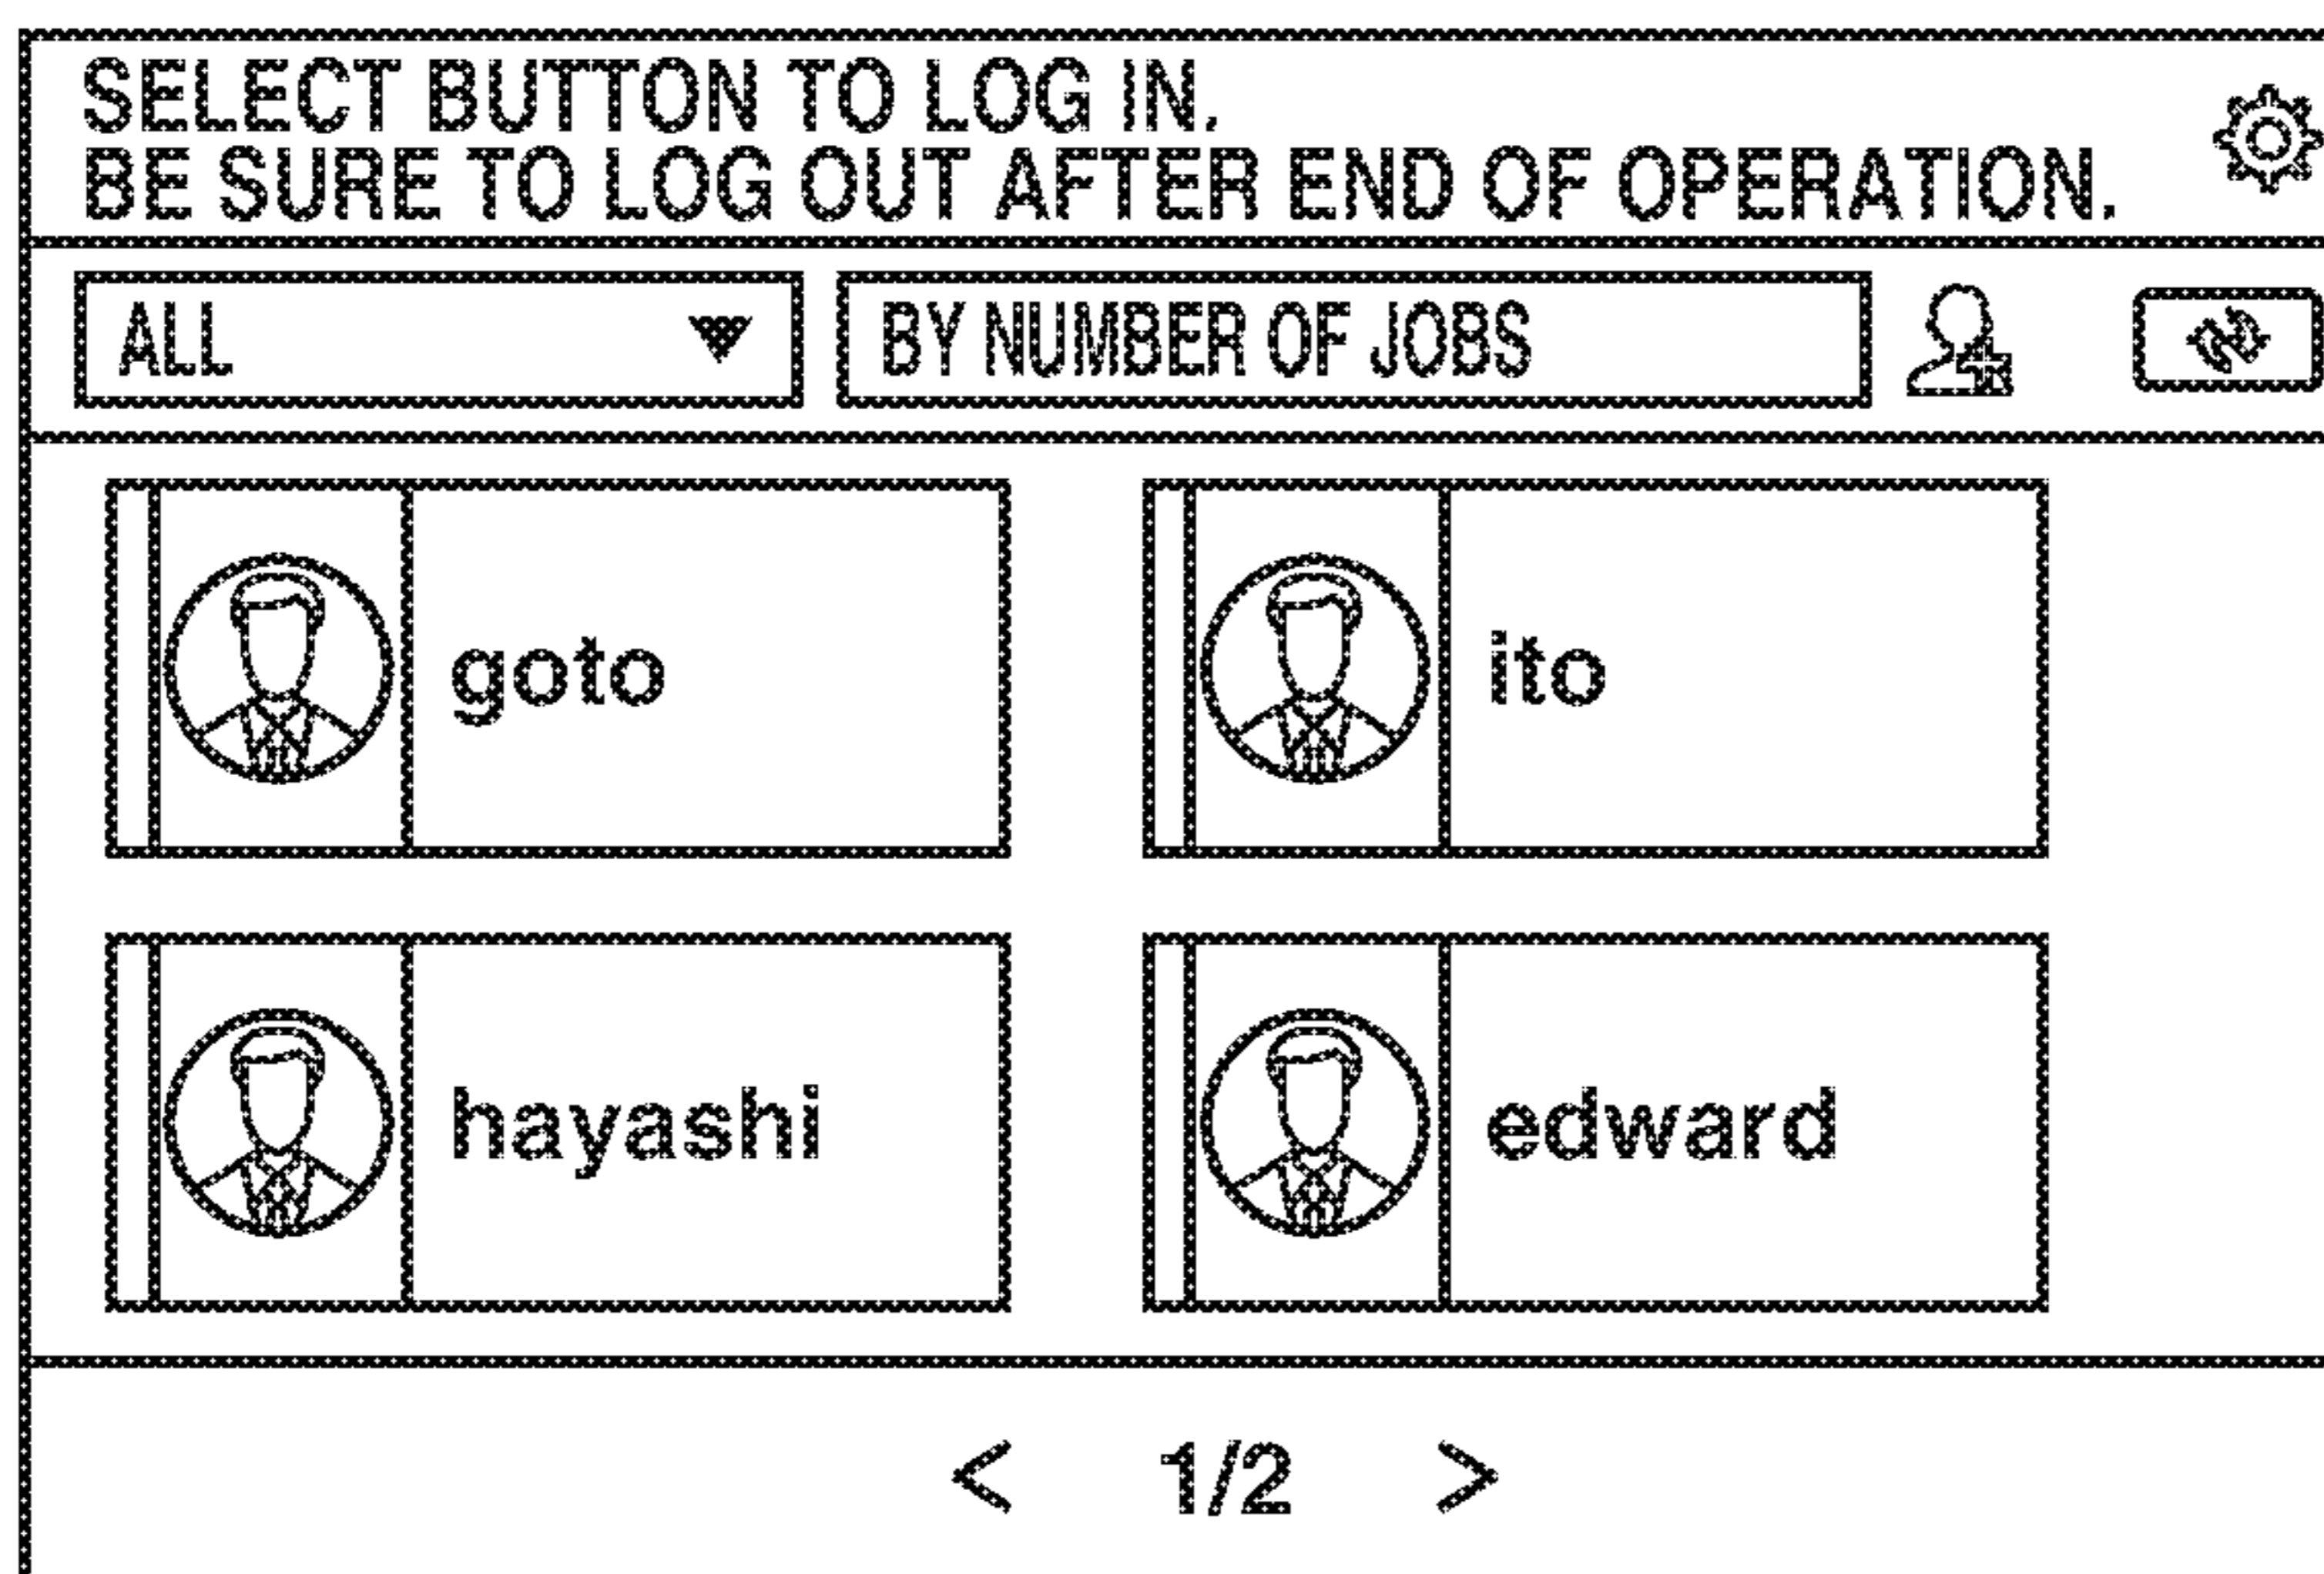 SELECT BUTTON TO LOG IN.
BE SURE TO LOG OUT AFTER END OF OPERATION.
ALL
BY NUMBER OF JOBS
goto
ito
hayashi
edward
< 1/2 >